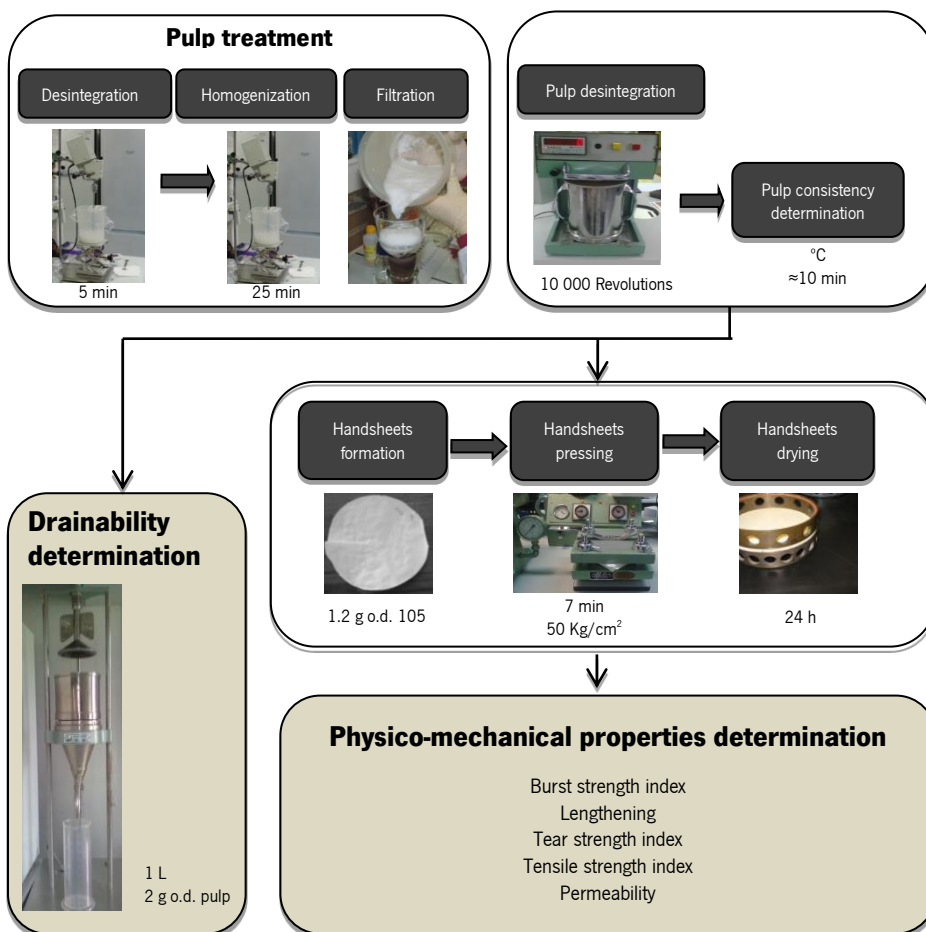 Pulp treatment
Desintegration
Homogenization
Filtration
5 min
25 min
Pulp desintegration
10 000 Revolutions
Pulp consistency
determination
°C
≈10 min
Handsheets
formation
Handsheets
pressing
Handsheets
drying
1.2 g o.d. 105
7 min
50 Kg/cm²
24 h
Drainability
determination
1 L
2 g o.d. pulp
Physico-mechanical properties determination
Burst strength index
Lengthening
Tear strength index
Tensile strength index
Permeability